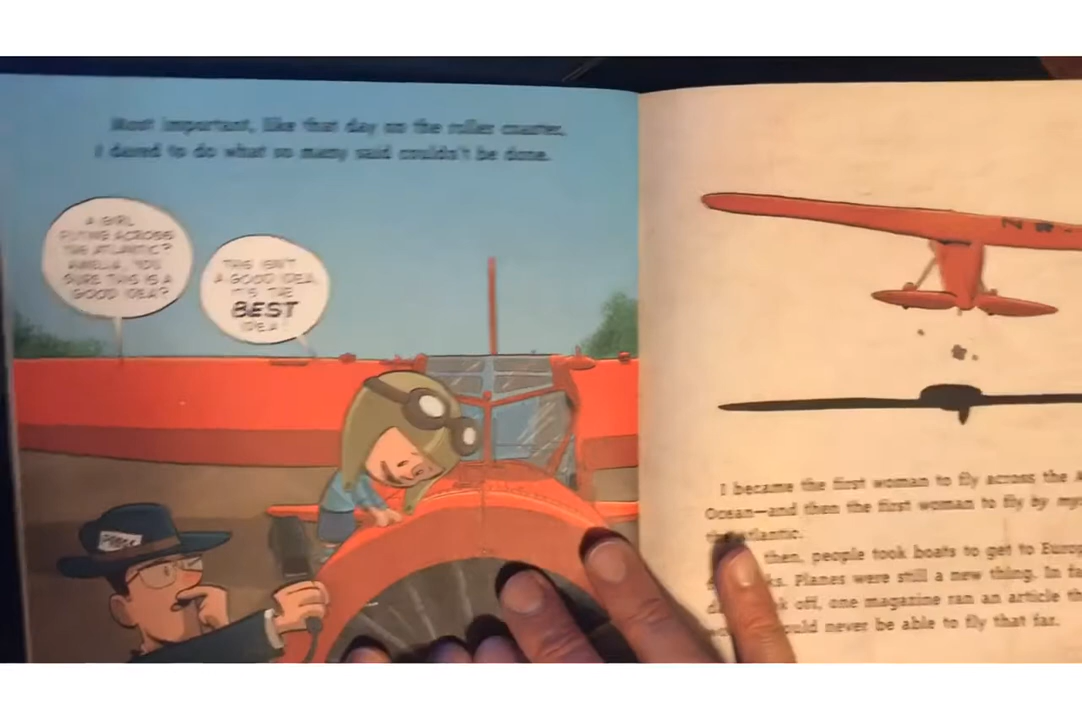 Most important, like that day on the roller coaster,
I dared to do what so many said couldn't be done.
A GIRL
FLYING ACROSS
THE ATLANTIC?
AMELIA, YOU
SURE THIS IS A
GOOD IDEA?
THIS ISN'T
A GOOD IDEA.
IT'S THE
BEST
IDEA!
PRESS
I became the first woman to fly across the
Ocean—and then the first woman to fly by
the Atlantic.
then, people took boats to get to
Planes were still a new thing. In
off, one magazine ran an article
never be able to fly that far.